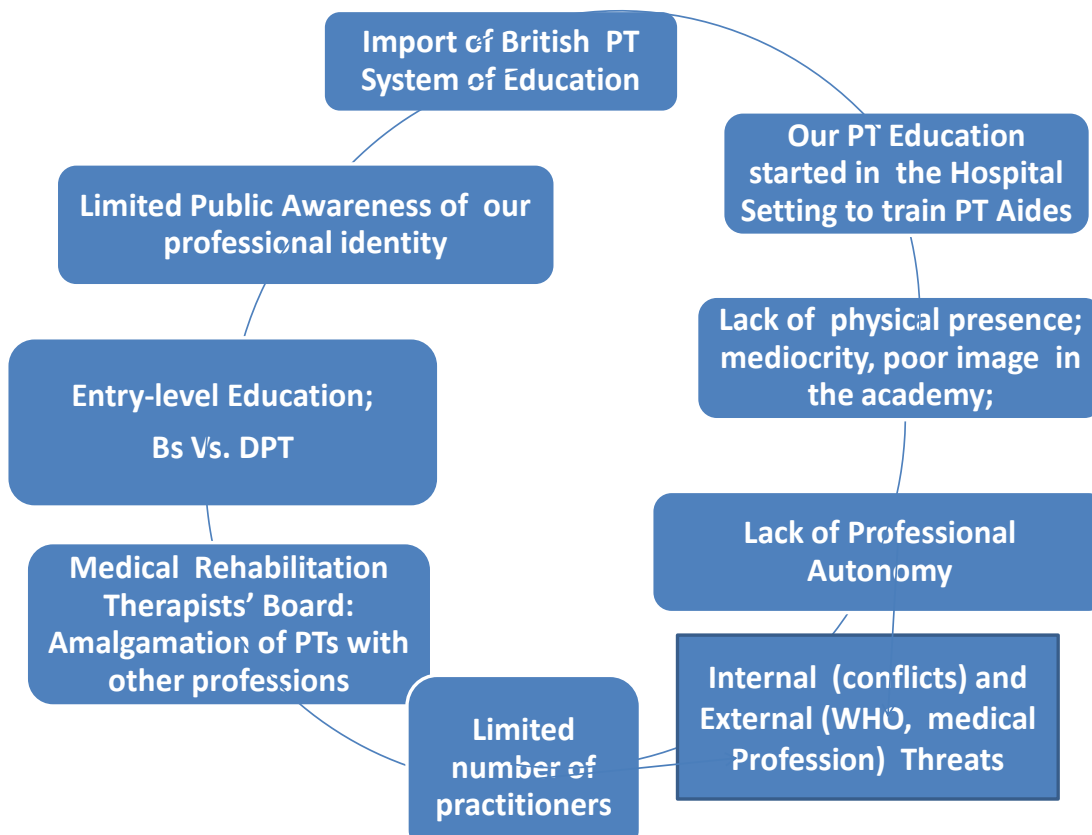 Import of British PT
System of Education
Our PT Education
started in the Hospital
Setting to train PT Aides
Lack of physical presence;
mediocrity, poor image in
the academy;
Lack of Professional
Autonomy
Internal (conflicts) and
External (WHO, medical
Profession) Threats
Limited
number of
practitioners
Medical Rehabilitation
Therapists’ Board:
Amalgamation of PTs with
other professions
Entry-level Education;
Bs Vs. DPT
Limited Public Awareness of our
professional identity